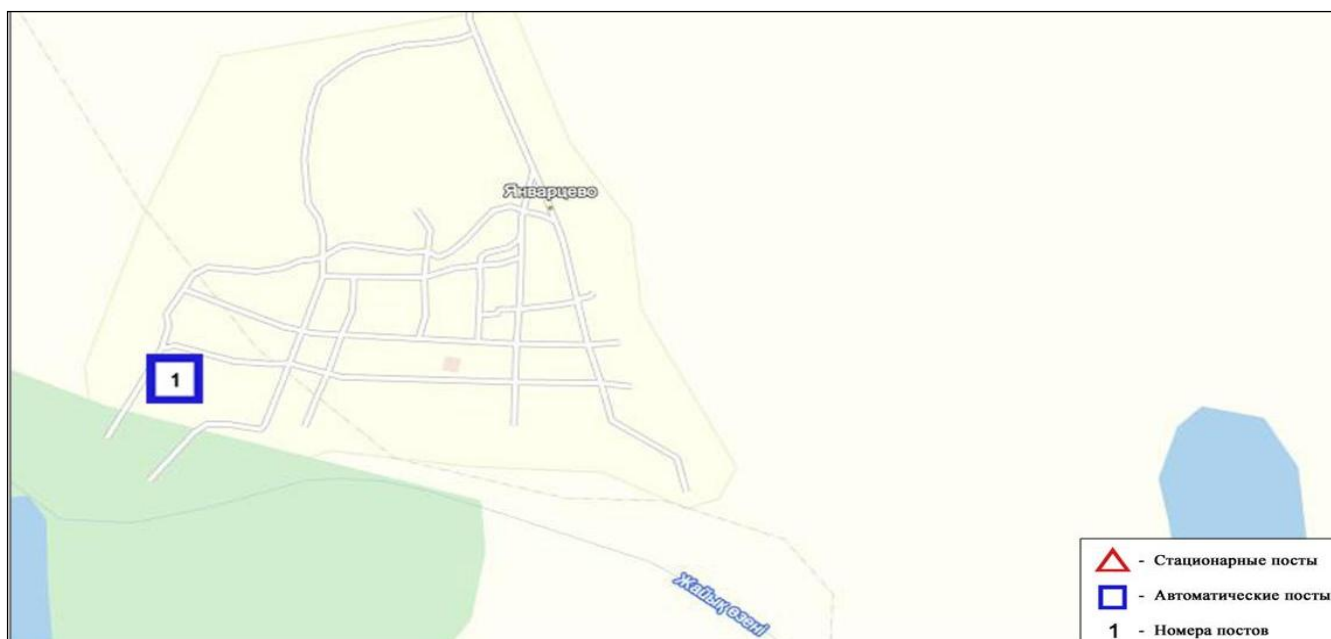 Январцево
1
Жайық өзені
- Стационарные посты
- Автоматические посты
1 - Номера постов